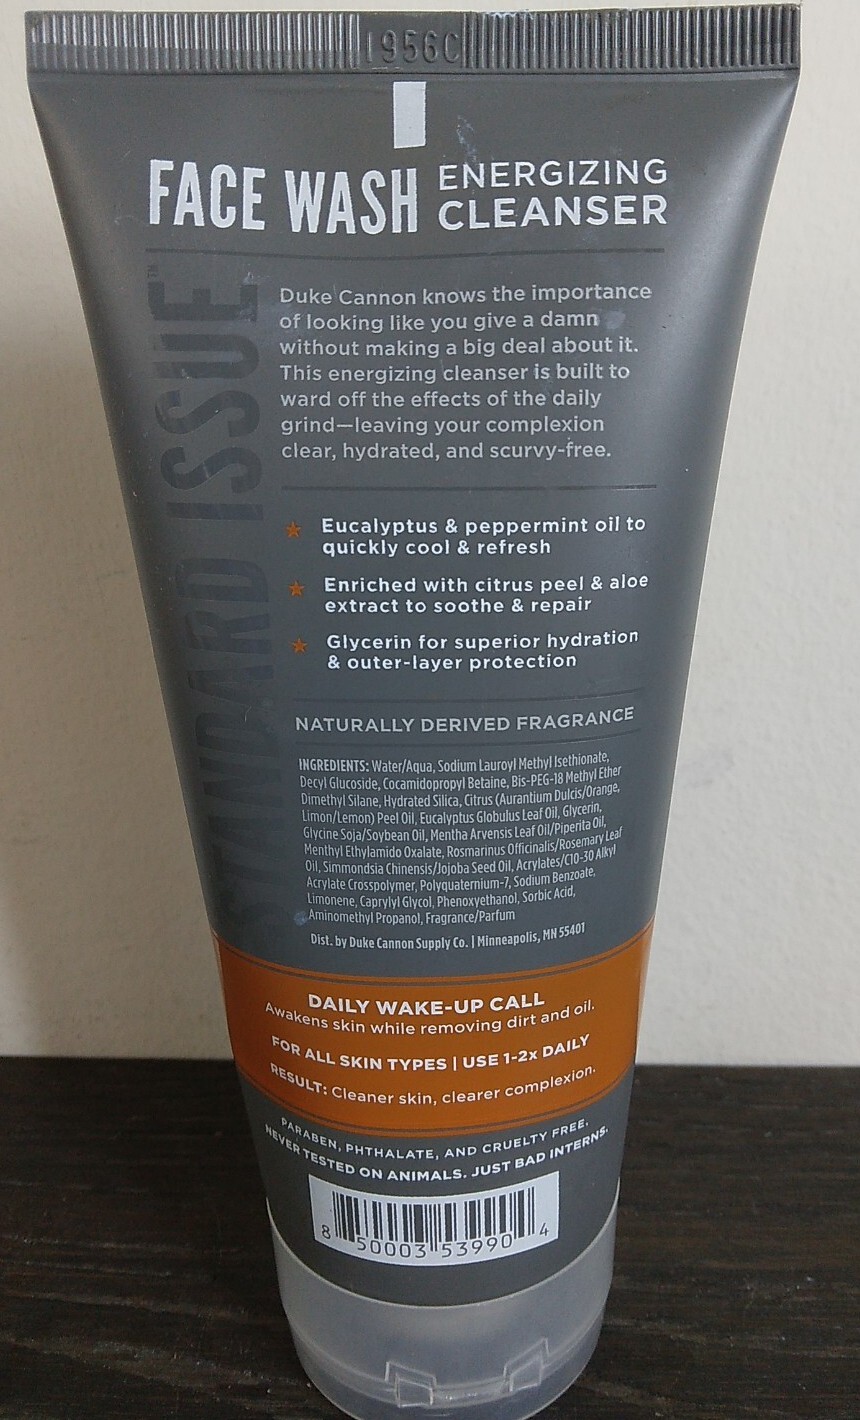 1956C
FACE WASH ENERGIZING
CLEANSER
STANDARD ISSUE™
Duke Cannon knows the importance
of looking like you give a damn
without making a big deal about it.
This energizing cleanser is built to
ward off the effects of the daily
grind—leaving your complexion
clear, hydrated, and scurvy-free.
★ Eucalyptus & peppermint oil to
quickly cool & refresh
★ Enriched with citrus peel & aloe
extract to soothe & repair
★ Glycerin for superior hydration
& outer-layer protection
NATURALLY DERIVED FRAGRANCE
INGREDIENTS: Water/Aqua, Sodium Lauroyl Methyl Isethionate,
Decyl Glucoside, Cocamidopropyl Betaine, Bis-PEG-18 Methyl Ether
Dimethyl Silane, Hydrated Silica, Citrus (Aurantium Dulcis/Orange,
Limon/Lemon) Peel Oil, Eucalyptus Globulus Leaf Oil, Glycerin,
Glycine Soja/Soybean Oil, Mentha Arvensis Leaf Oil/Piperita Oil,
Menthyl Ethylamido Oxalate, Rosmarinus Officinalis/Rosemary Leaf
Oil, Simmondsia Chinensis/Jojoba Seed Oil, Acrylates/C10-30 Alkyl
Acrylate Crosspolymer, Polyquaternium-7, Sodium Benzoate,
Limonene, Caprylyl Glycol, Phenoxyethanol, Sorbic Acid,
Aminomethyl Propanol, Fragrance/Parfum
Dist. by Duke Cannon Supply Co. | Minneapolis, MN 55401
DAILY WAKE-UP CALL
Awakens skin while removing dirt and oil.
FOR ALL SKIN TYPES | USE 1-2x DAILY
RESULT: Cleaner skin, clearer complexion.
PARABEN, PHTHALATE, AND CRUELTY FREE.
NEVER TESTED ON ANIMALS. JUST BAD INTERNS.
8 50003 53990 4